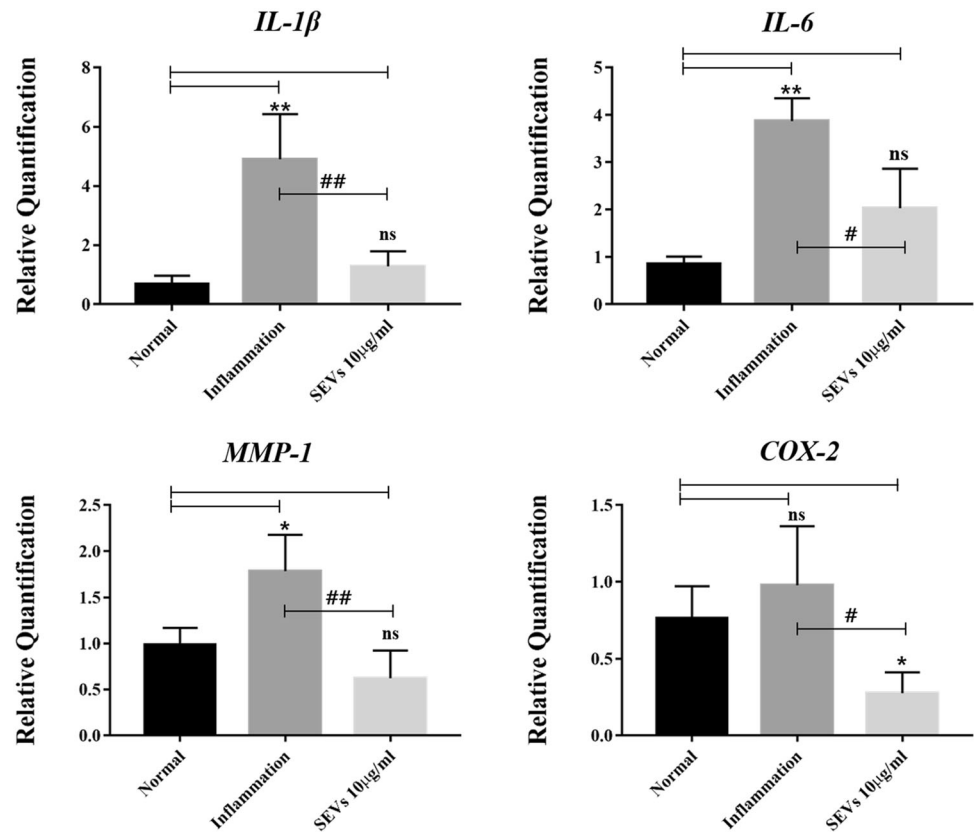 IL-1β
Relative Quantification
8
6
4
2
0
**
##
ns
Normal
Inflammation
SEVs 10μg/ml
IL-6
Relative Quantification
5
4
3
2
1
0
**
ns
#
Normal
Inflammation
SEVs 10μg/ml
MMP-1
Relative Quantification
2.5
2.0
1.5
1.0
0.5
0.0
*
##
ns
Normal
Inflammation
SEVs 10μg/ml
COX-2
Relative Quantification
1.5
1.0
0.5
0.0
ns
#
*
Normal
Inflammation
SEVs 10μg/ml